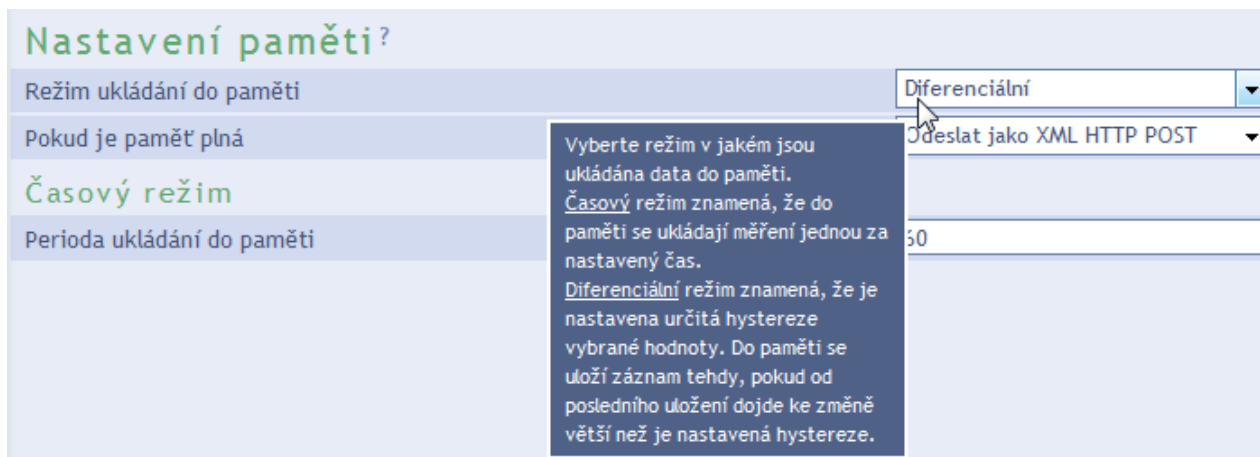 Nastavení paměti?
Režim ukládání do paměti
Diferenciální
Pokud je paměť plná
Odeslat jako XML HTTP POST
Časový režim
Perioda ukládání do paměti
60
Vyberte režim v jakém jsou
ukládána data do paměti.
Časový režim znamená, že do
paměti se ukládají měření jednou za
nastavený čas.
Diferenciální režim znamená, že je
nastavena určitá hystereze
vybrané hodnoty. Do paměti se
uloží záznam tehdy, pokud od
posledního uložení dojde ke změně
větší než je nastavená hystereze.